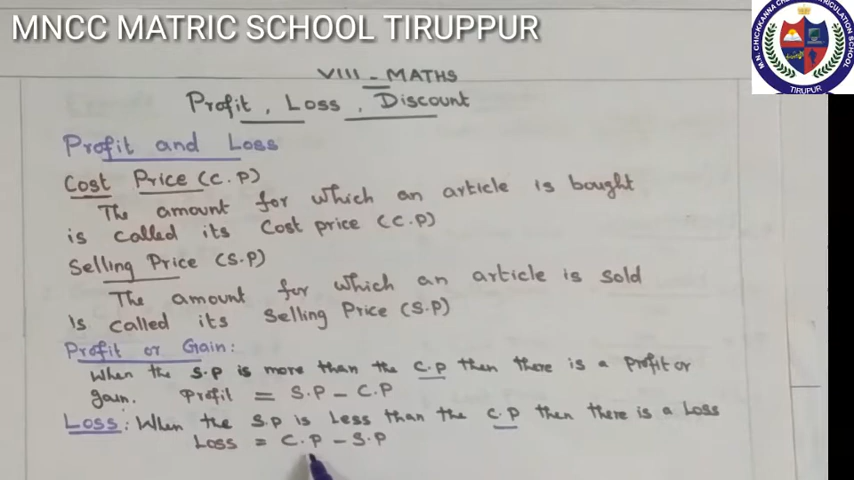 MNCC MATRIC SCHOOL TIRUPPUR
VIII - MATHS
Profit, Loss, Discount
Profit and Loss
Cost Price (C.P)
The amount for which an article is bought
is called its Cost price (C.P)
Selling Price (S.P)
The amount for which an article is sold
is called its Selling Price (S.P)
Profit or Gain:
When the S.P is more than the C.P then there is a Profit or
gain. Profit = S.P - C.P
Loss: When the S.P is Less than the C.P then there is a Loss
Loss = C.P - S.P
TIRUPUR